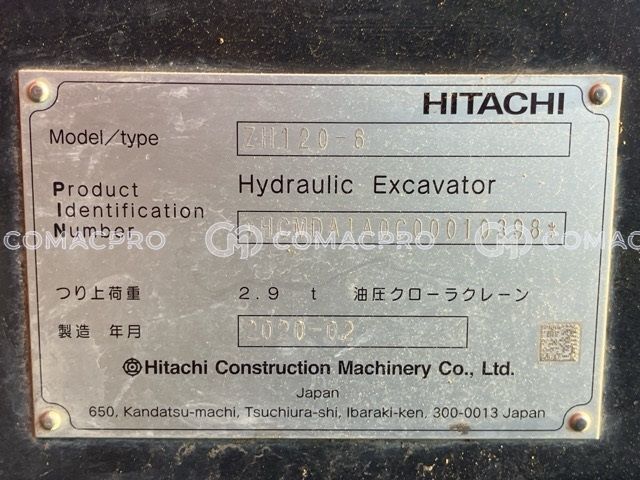 HITACHI
Model/type ZH120-6
Product Identification Number
Hydraulic Excavator
つり上荷重 2.9 t 油圧クローラクレーン
製造 年月 2020-02
Hitachi Construction Machinery Co., Ltd.
Japan
650, Kandatsu-machi, Tsuchiura-shi, Ibaraki-ken, 300-0013 Japan
COMACPRO COMACPRO COMACPRO